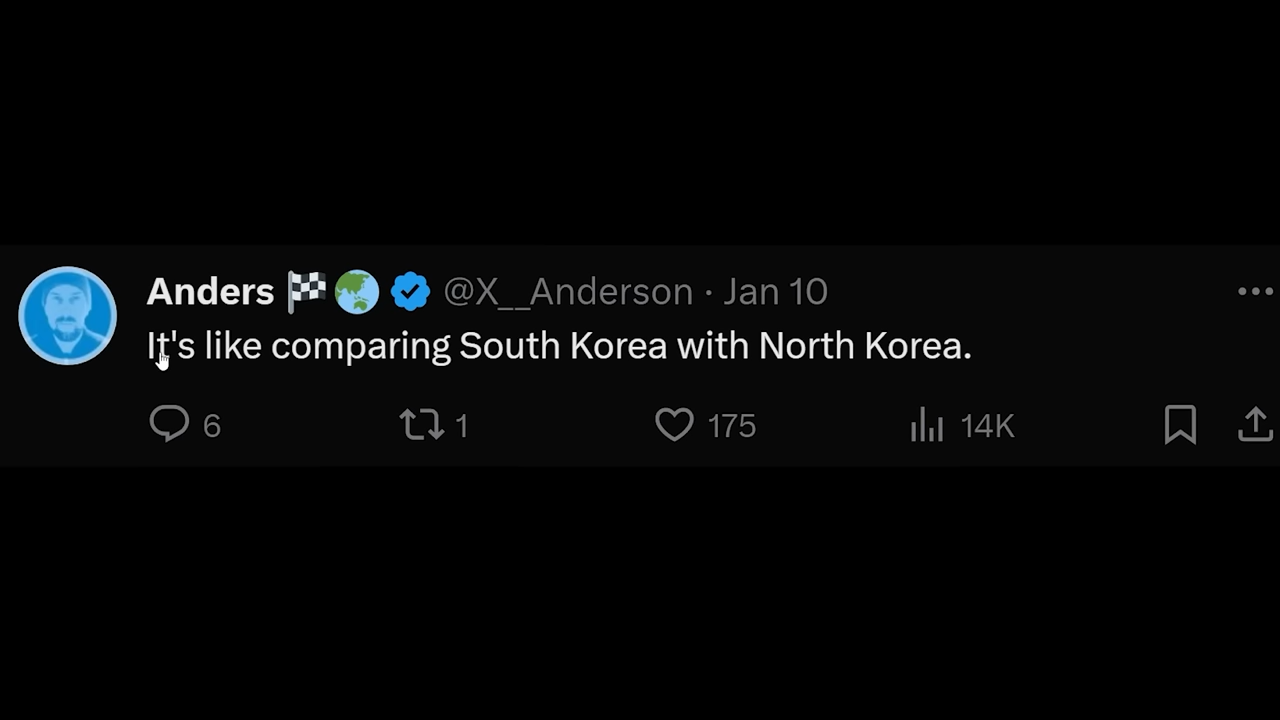 Anders 🏁🌏 @X__Anderson · Jan 10
It's like comparing South Korea with North Korea.
6 1 175 14K